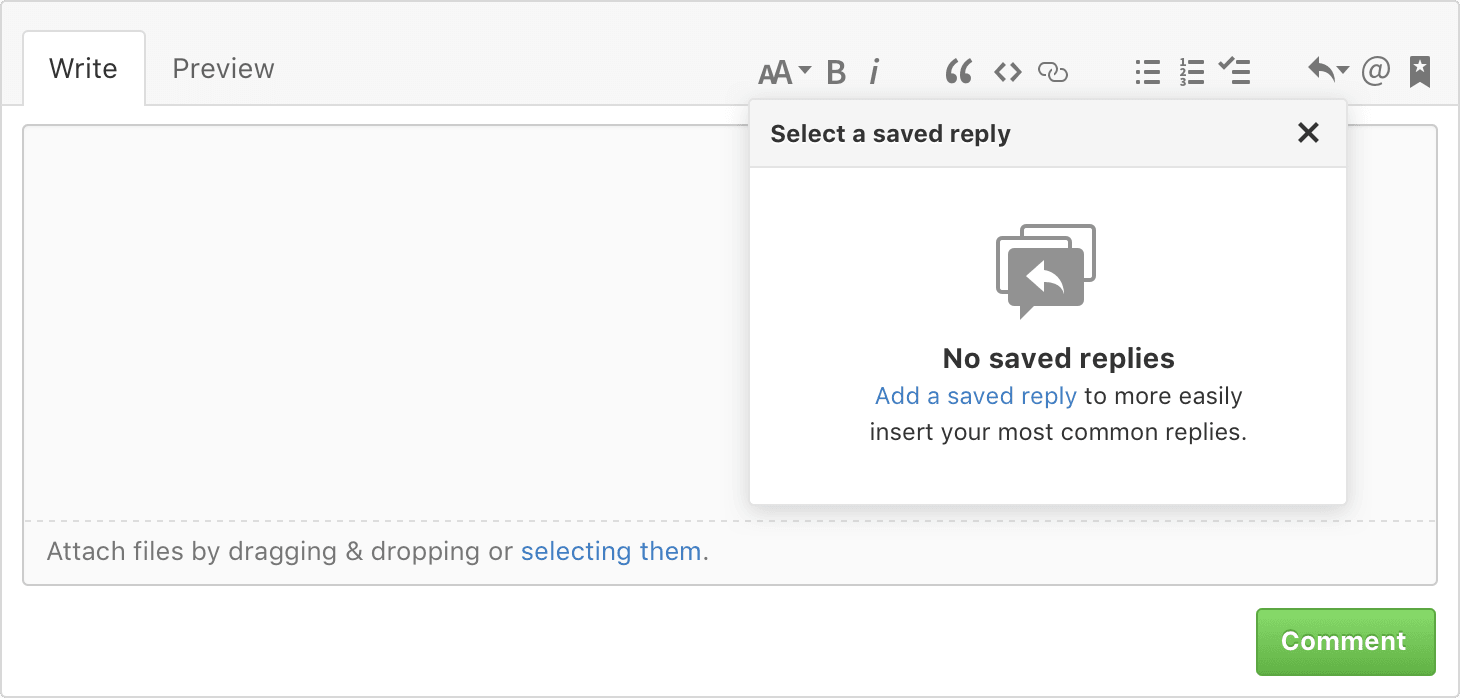 Write Preview AA B i @
Select a saved reply
No saved replies
Add a saved reply to more easily
insert your most common replies.
Attach files by dragging & dropping or selecting them.
Comment